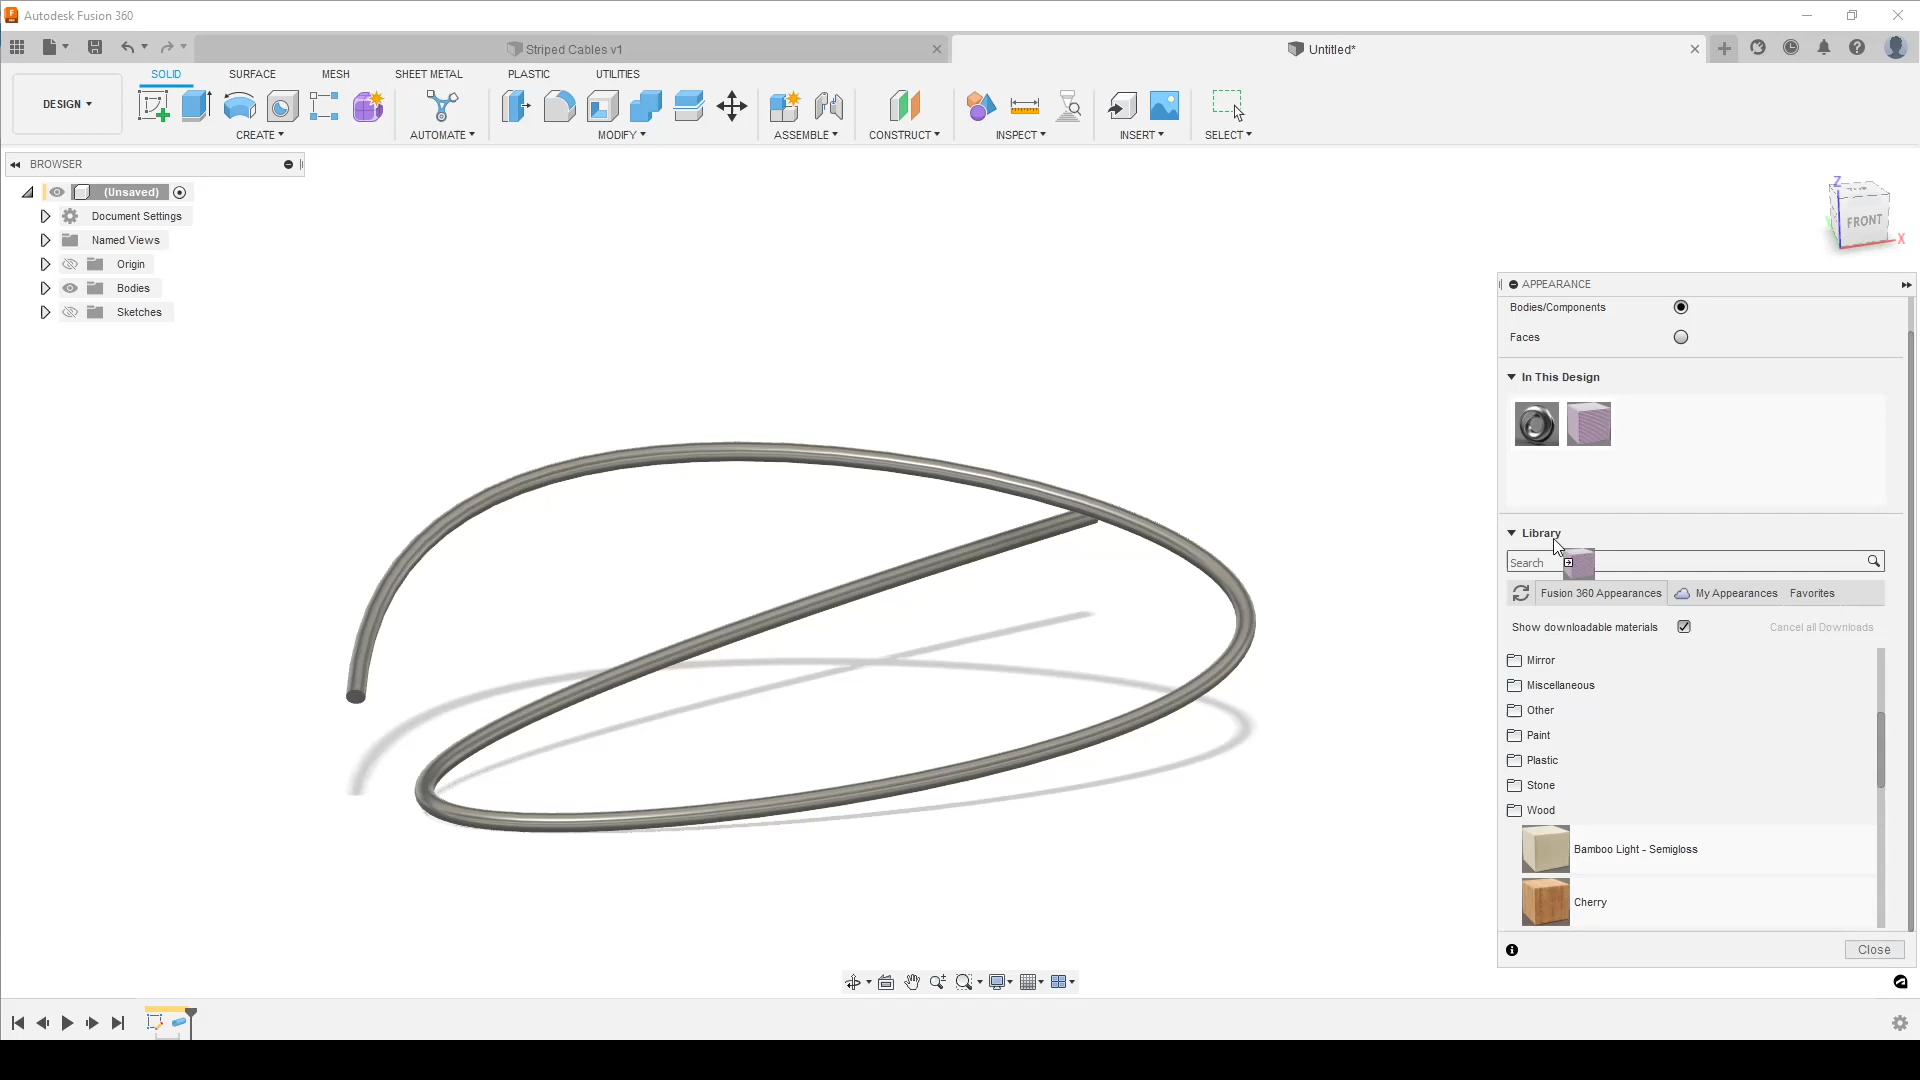 Autodesk Fusion 360
Striped Cables v1
Untitled*
DESIGN
SOLID
SURFACE
MESH
SHEET METAL
PLASTIC
UTILITIES
CREATE
AUTOMATE
MODIFY
ASSEMBLE
CONSTRUCT
INSPECT
INSERT
SELECT
BROWSER
(Unsaved)
Document Settings
Named Views
Origin
Bodies
Sketches
Z
FRONT
X
APPEARANCE
Bodies/Components
Faces
In This Design
Library
Search
Fusion 360 Appearances
My Appearances
Favorites
Show downloadable materials
Cancel all Downloads
Mirror
Miscellaneous
Other
Paint
Plastic
Stone
Wood
Bamboo Light - Semigloss
Cherry
Close